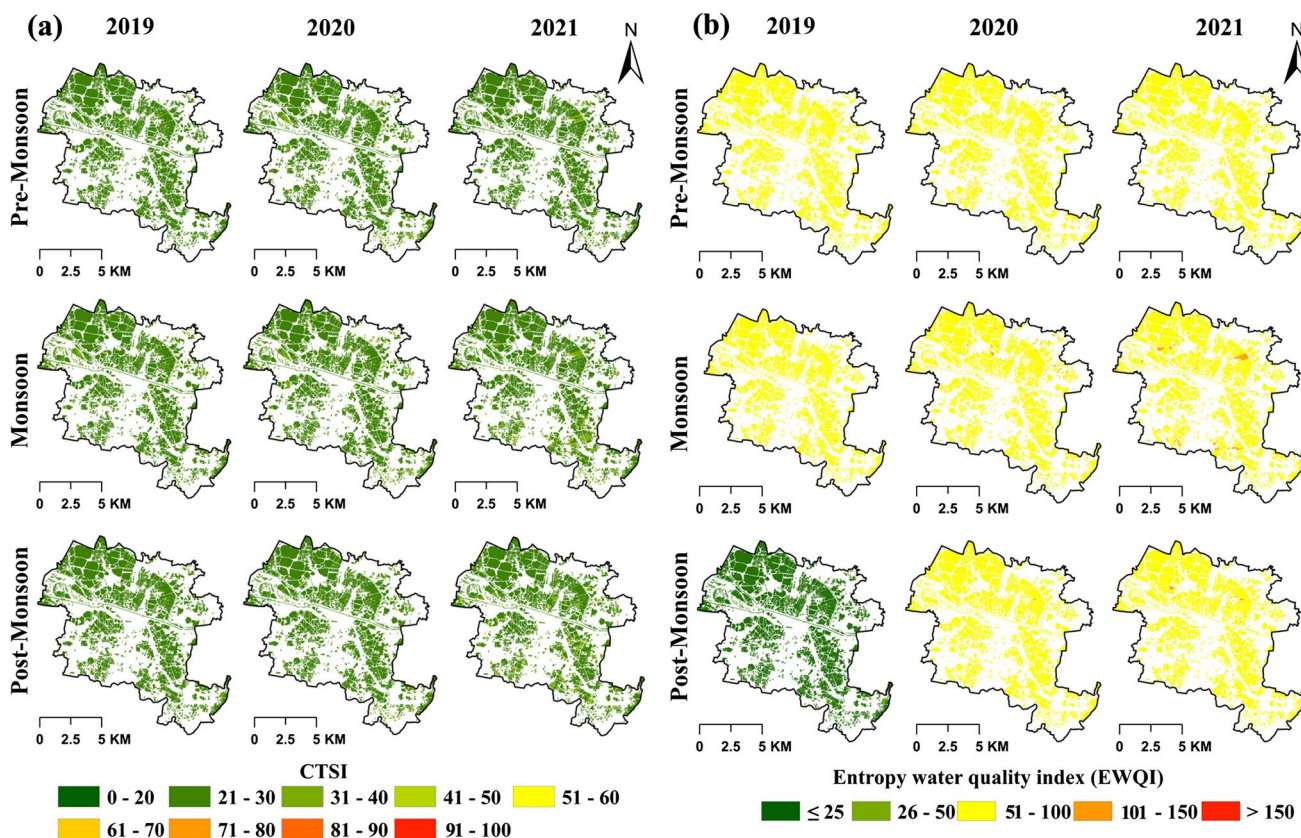 (a) 2019 2020 2021 N
Pre-Monsoon
0 2.5 5 KM 0 2.5 5 KM 0 2.5 5 KM
Monsoon
0 2.5 5 KM 0 2.5 5 KM 0 2.5 5 KM
Post-Monsoon
0 2.5 5 KM 0 2.5 5 KM 0 2.5 5 KM
CTSI
0 - 20 21 - 30 31 - 40 41 - 50 51 - 60
61 - 70 71 - 80 81 - 90 91 - 100
(b) 2019 2020 2021 N
Pre-Monsoon
0 2.5 5 KM 0 2.5 5 KM 0 2.5 5 KM
Monsoon
0 2.5 5 KM 0 2.5 5 KM 0 2.5 5 KM
Post-Monsoon
0 2.5 5 KM 0 2.5 5 KM 0 2.5 5 KM
Entropy water quality index (EWQI)
≤ 25 26 - 50 51 - 100 101 - 150 > 150